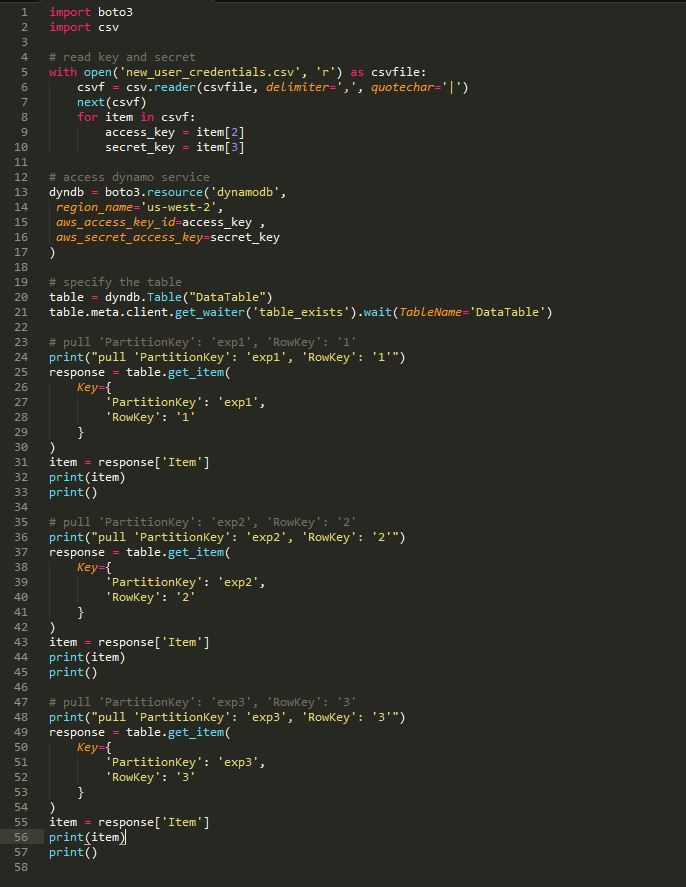 1 import boto3
2 import csv
3
4 # read key and secret
5 with open('new_user_credentials.csv', 'r') as csvfile:
6     csvf = csv.reader(csvfile, delimiter=',', quotechar='|')
7     next(csvf)
8     for item in csvf:
9         access_key = item[2]
10         secret_key = item[3]
11
12 # access dynamo service
13 dyndb = boto3.resource('dynamodb',
14  region_name='us-west-2',
15  aws_access_key_id=access_key ,
16  aws_secret_access_key=secret_key
17 )
18
19 # specify the table
20 table = dyndb.Table("DataTable")
21 table.meta.client.get_waiter('table_exists').wait(TableName='DataTable')
22
23 # pull 'PartitionKey': 'exp1', 'RowKey': '1'
24 print("pull 'PartitionKey': 'exp1', 'RowKey': '1'")
25 response = table.get_item(
26     Key={
27         'PartitionKey': 'exp1',
28         'RowKey': '1'
29     }
30 )
31 item = response['Item']
32 print(item)
33 print()
34
35 # pull 'PartitionKey': 'exp2', 'RowKey': '2'
36 print("pull 'PartitionKey': 'exp2', 'RowKey': '2'")
37 response = table.get_item(
38     Key={
39         'PartitionKey': 'exp2',
40         'RowKey': '2'
41     }
42 )
43 item = response['Item']
44 print(item)
45 print()
46
47 # pull 'PartitionKey': 'exp3', 'RowKey': '3'
48 print("pull 'PartitionKey': 'exp3', 'RowKey': '3'")
49 response = table.get_item(
50     Key={
51         'PartitionKey': 'exp3',
52         'RowKey': '3'
53     }
54 )
55 item = response['Item']
56 print(item)
57 print()
58